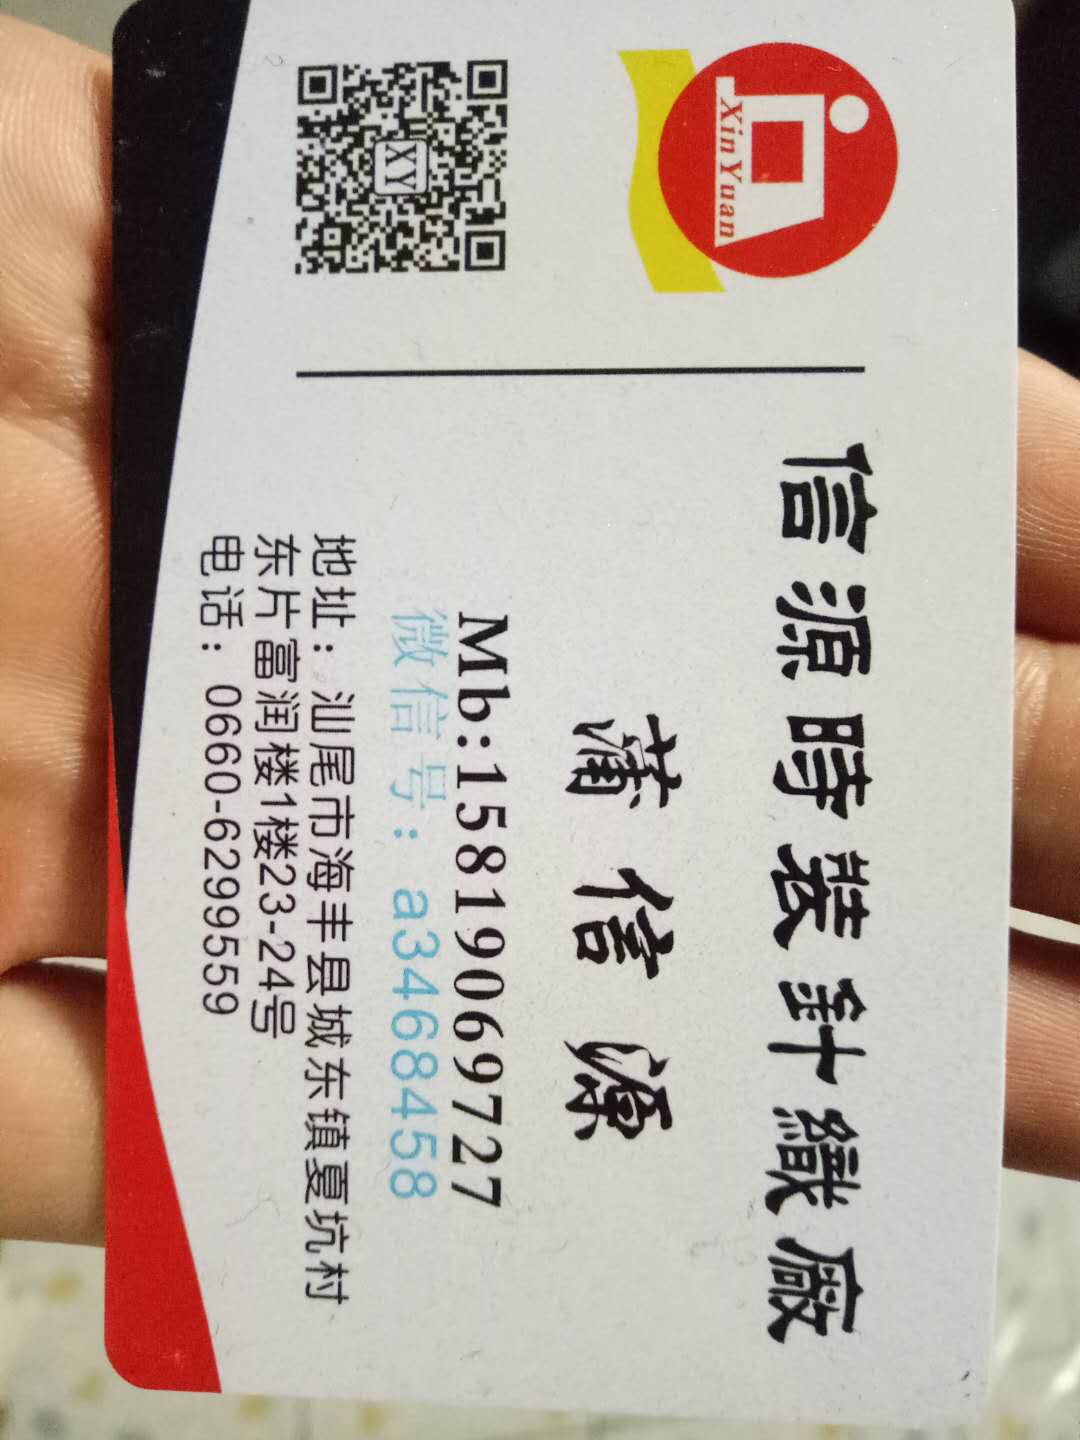 XinYuan
XY
信源時裝針織廠
蒲信源
Mb:15819069727
微信号：a3468458
地址：汕尾市海丰县城东镇夏坑村
东片富润楼1楼23-24号
电话：0660-6299559